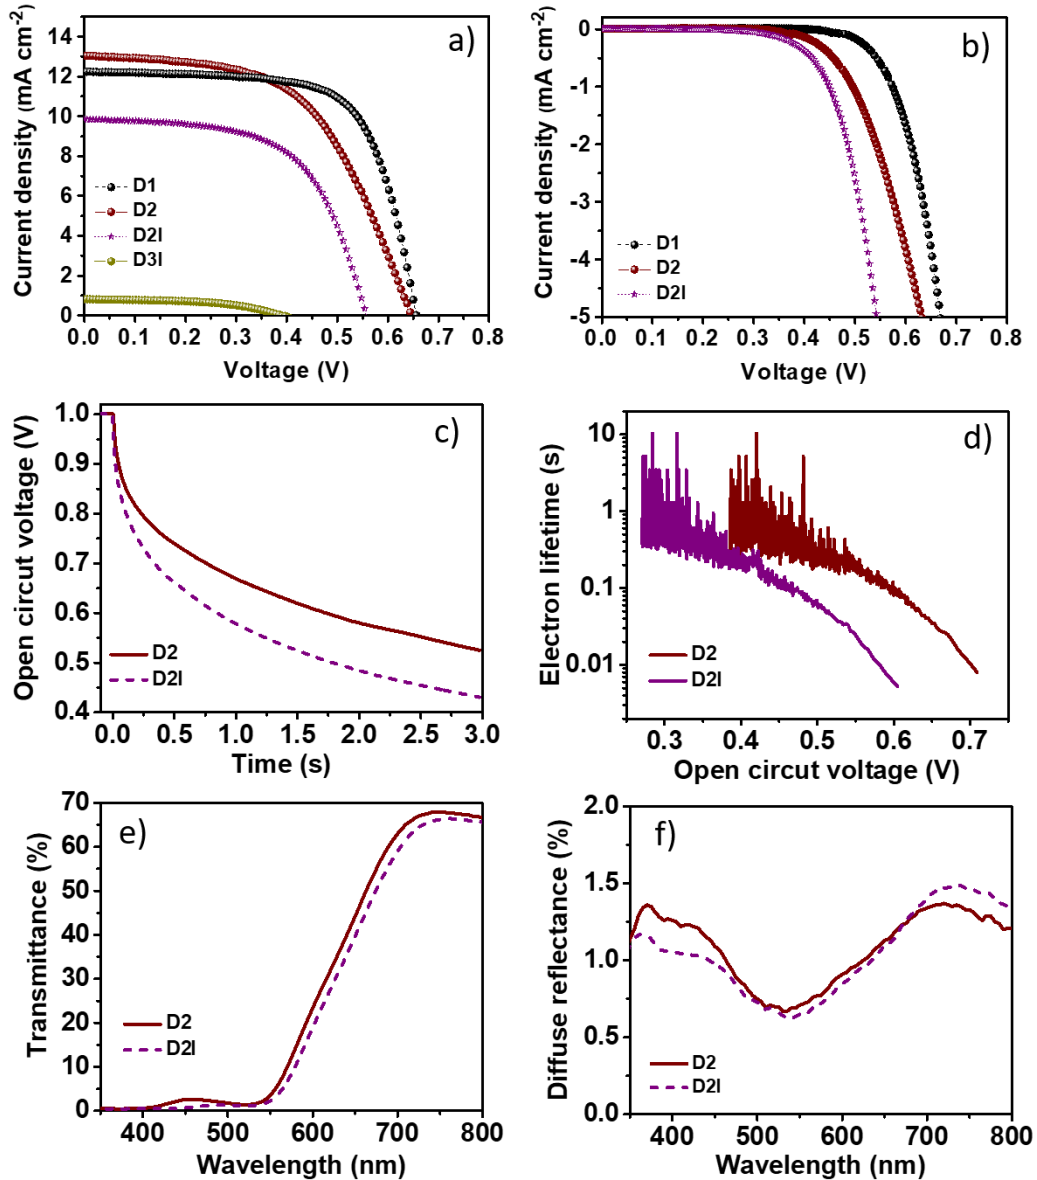 a)
Current density (mA cm-2)
14
12
10
8
6
4
2
0
D1
D2
D2I
D3I
0.0 0.1 0.2 0.3 0.4 0.5 0.6 0.7 0.8
Voltage (V)
b)
Current density (mA cm-2)
0
-1
-2
-3
-4
-5
D1
D2
D2I
0.0 0.1 0.2 0.3 0.4 0.5 0.6 0.7 0.8
Voltage (V)
c)
Open circut voltage (V)
1.0
0.9
0.8
0.7
0.6
0.5
0.4
D2
D2I
0.0 0.5 1.0 1.5 2.0 2.5 3.0
Time (s)
d)
Electron lifetime (s)
10
1
0.1
0.01
D2
D2I
0.3 0.4 0.5 0.6 0.7
Open circut voltage (V)
e)
Transmittance (%)
70
60
50
40
30
20
10
0
D2
D2I
400 500 600 700 800
Wavelength (nm)
f)
Diffuse reflectance (%)
2.0
1.5
1.0
0.5
0.0
D2
D2I
400 500 600 700 800
Wavelength (nm)